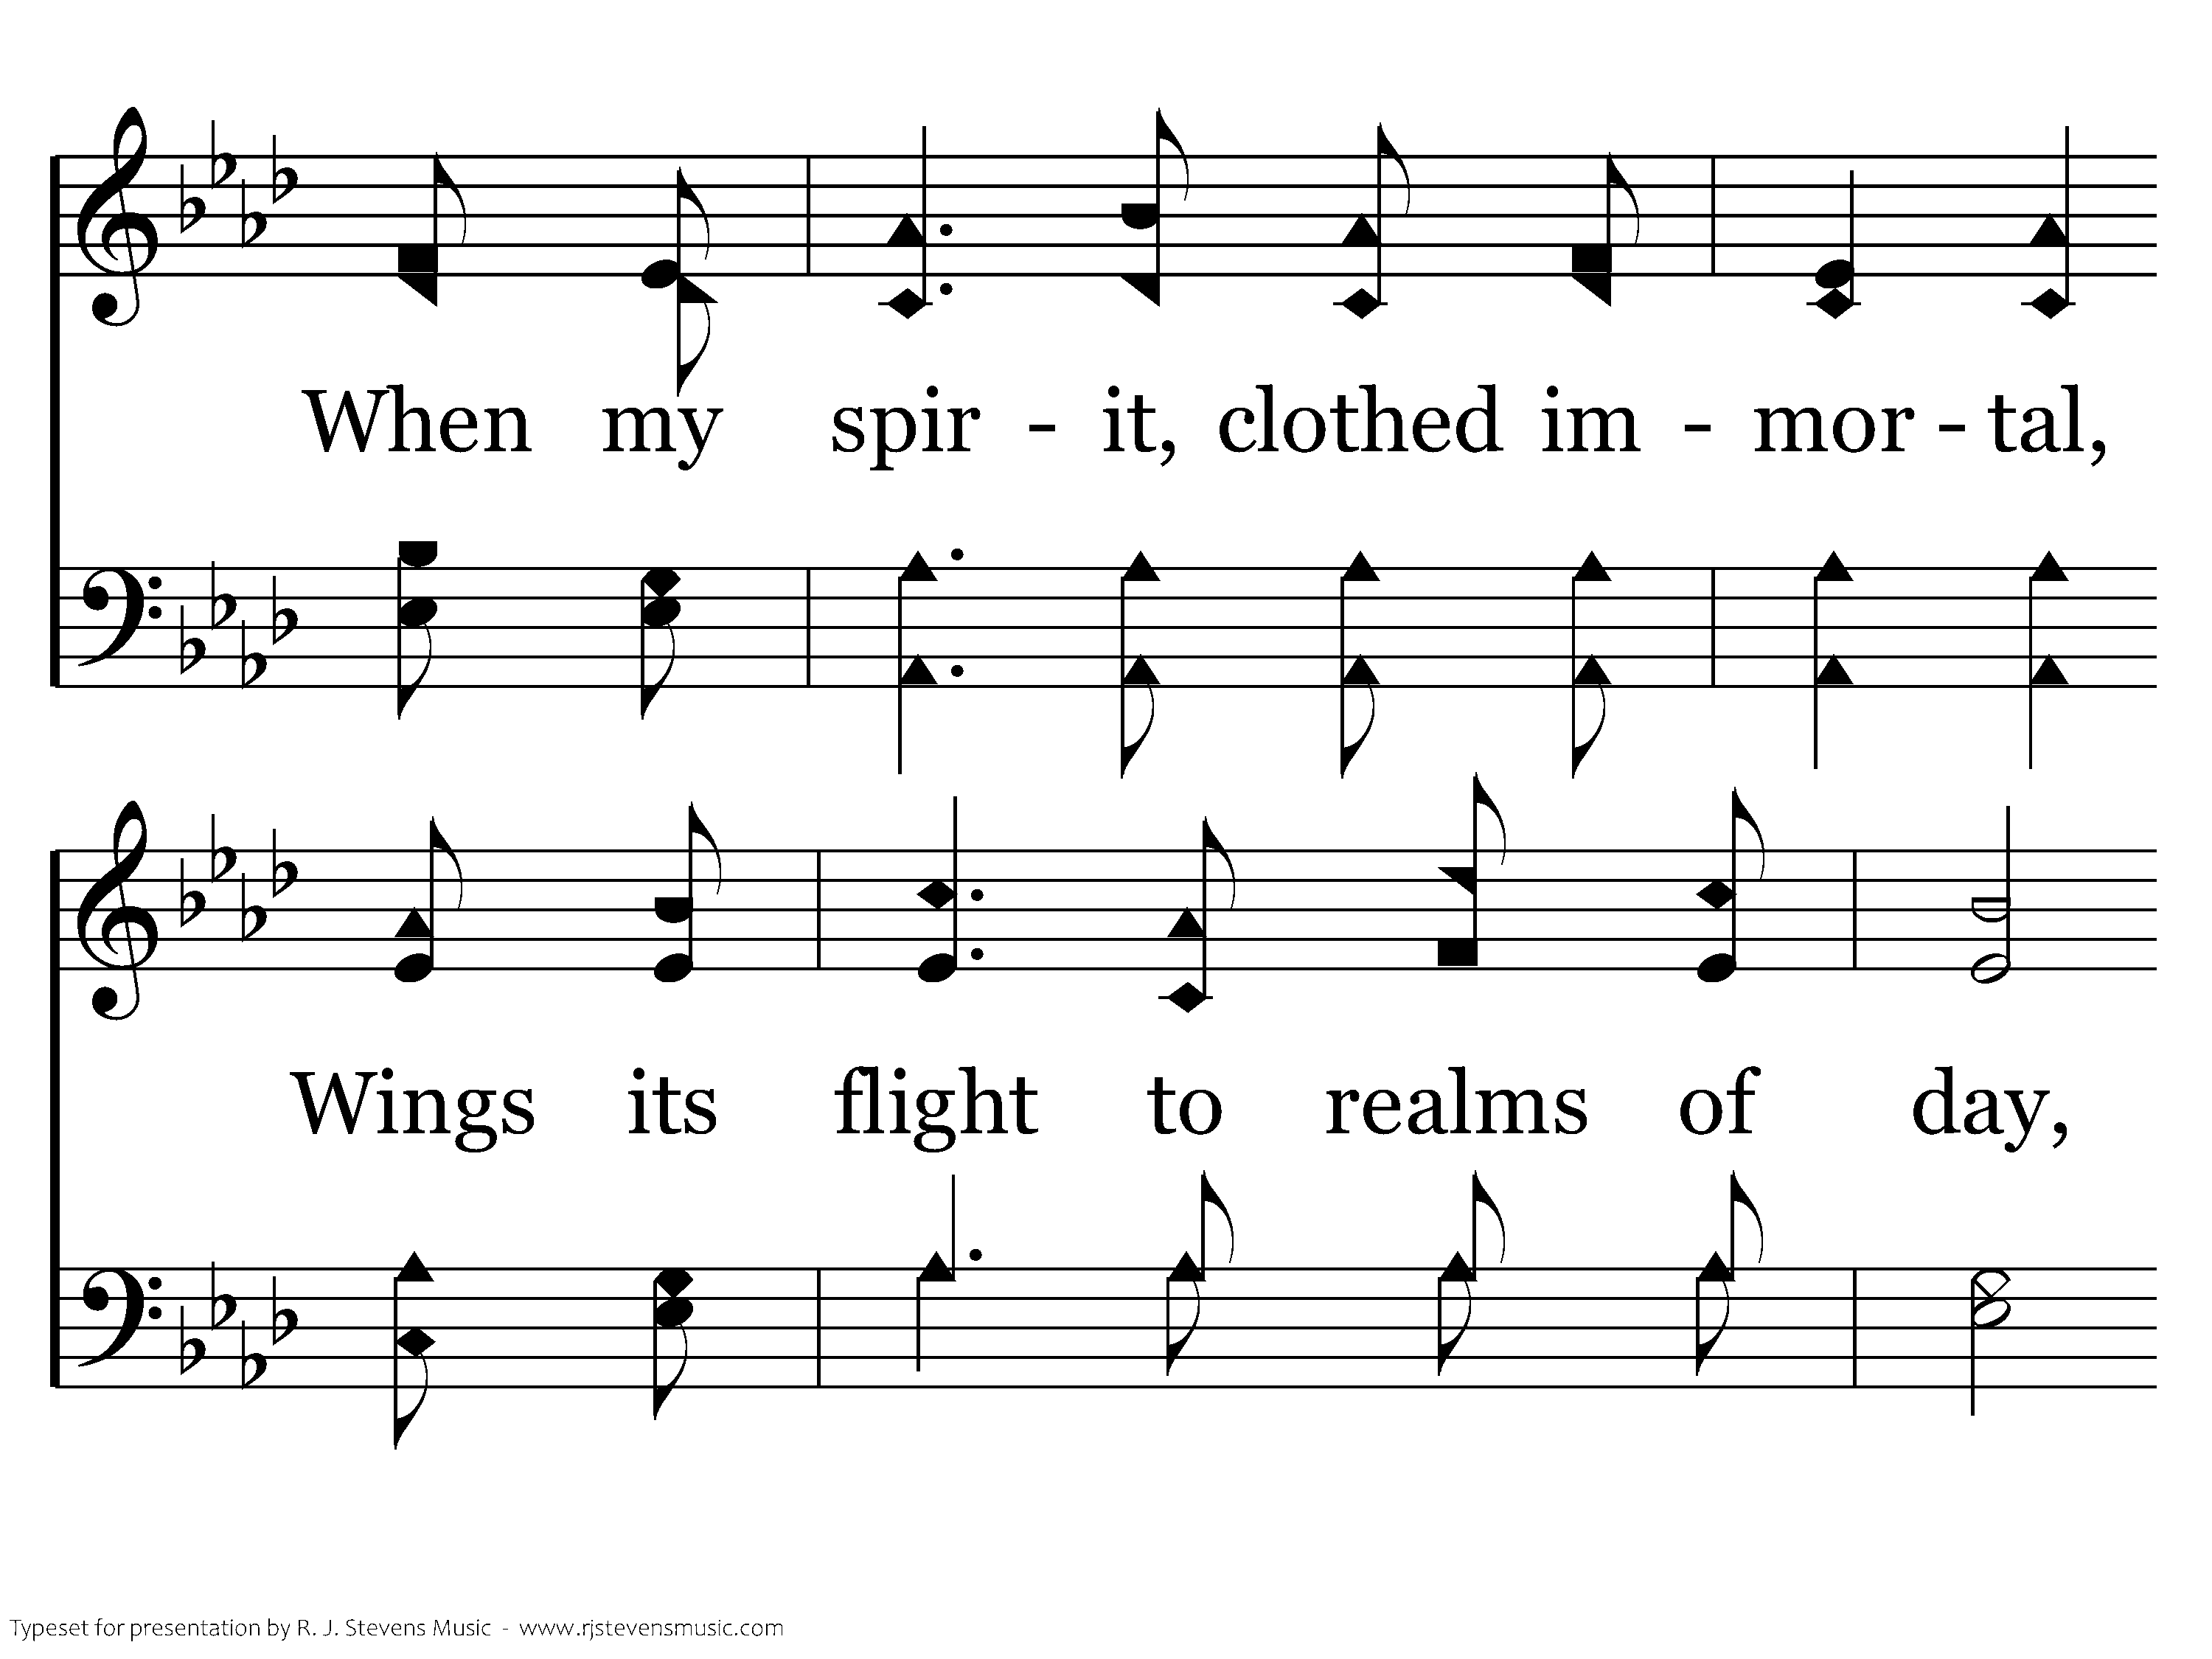 When my spir - it, clothed im - mor - tal,
Wings its flight to realms of day,
Typeset for presentation by R. J. Stevens Music - www.rjstevensmusic.com